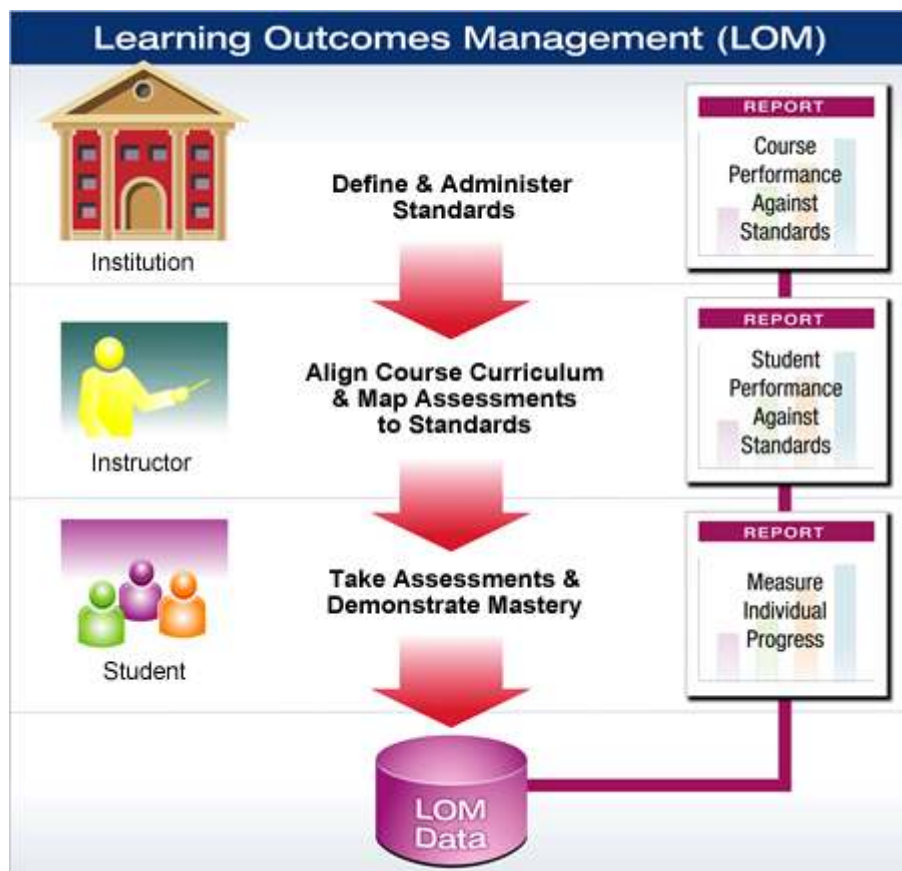 Learning Outcomes Management (LOM)
Institution
Define & Administer
Standards
REPORT
Course
Performance
Against
Standards
Instructor
Align Course Curriculum
& Map Assessments
to Standards
REPORT
Student
Performance
Against
Standards
Student
Take Assessments &
Demonstrate Mastery
REPORT
Measure
Individual
Progress
LOM
Data